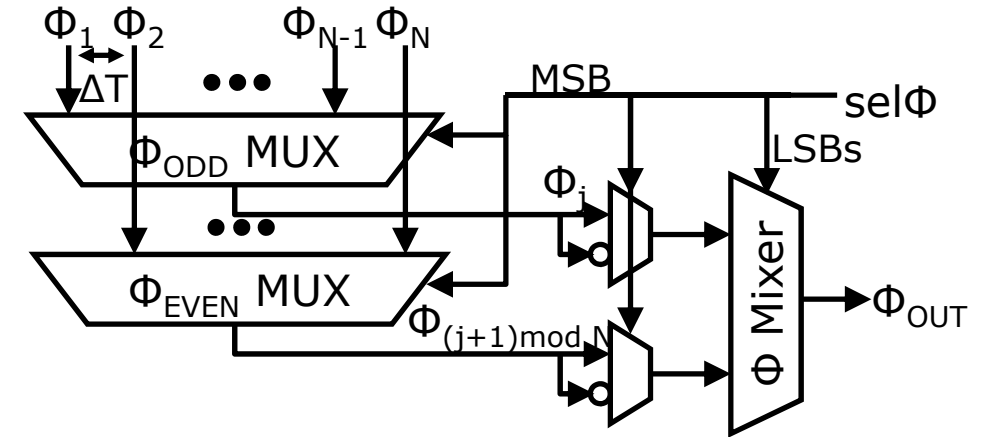 Φ1 Φ2 ΦN-1 ΦN
ΔT
MSB
selΦ
LSBs
ΦODD MUX
Φj
ΦEVEN MUX
Φ(j+1)mod N
Φ Mixer
ΦOUT